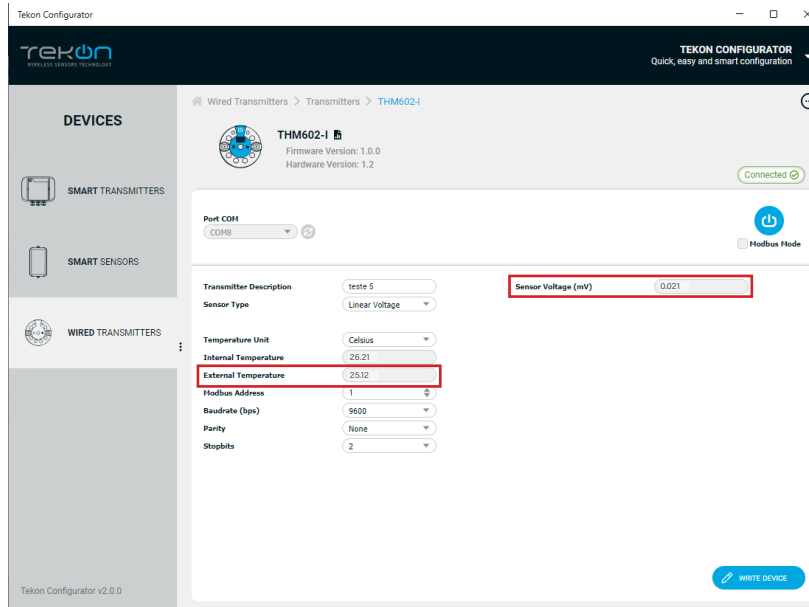 Tekon Configurator
TEKON
WIRELESS SENSORS TECHNOLOGY
TEKON CONFIGURATOR
Quick, easy and smart configuration
DEVICES
SMART TRANSMITTERS
SMART SENSORS
WIRED TRANSMITTERS
Tekon Configurator v2.0.0
Wired Transmitters > Transmitters > THM602-I
THM602-I
Firmware Version: 1.0.0
Hardware Version: 1.2
Connected
Port COM
COM8
Modbus Mode
Transmitter Description teste 5
Sensor Type Linear Voltage
Temperature Unit Celsius
Internal Temperature 26.21
External Temperature 25.12
Modbus Address 1
Baudrate (bps) 9600
Parity None
Stopbits 2
Sensor Voltage (mV) 0.021
WRITE DEVICE